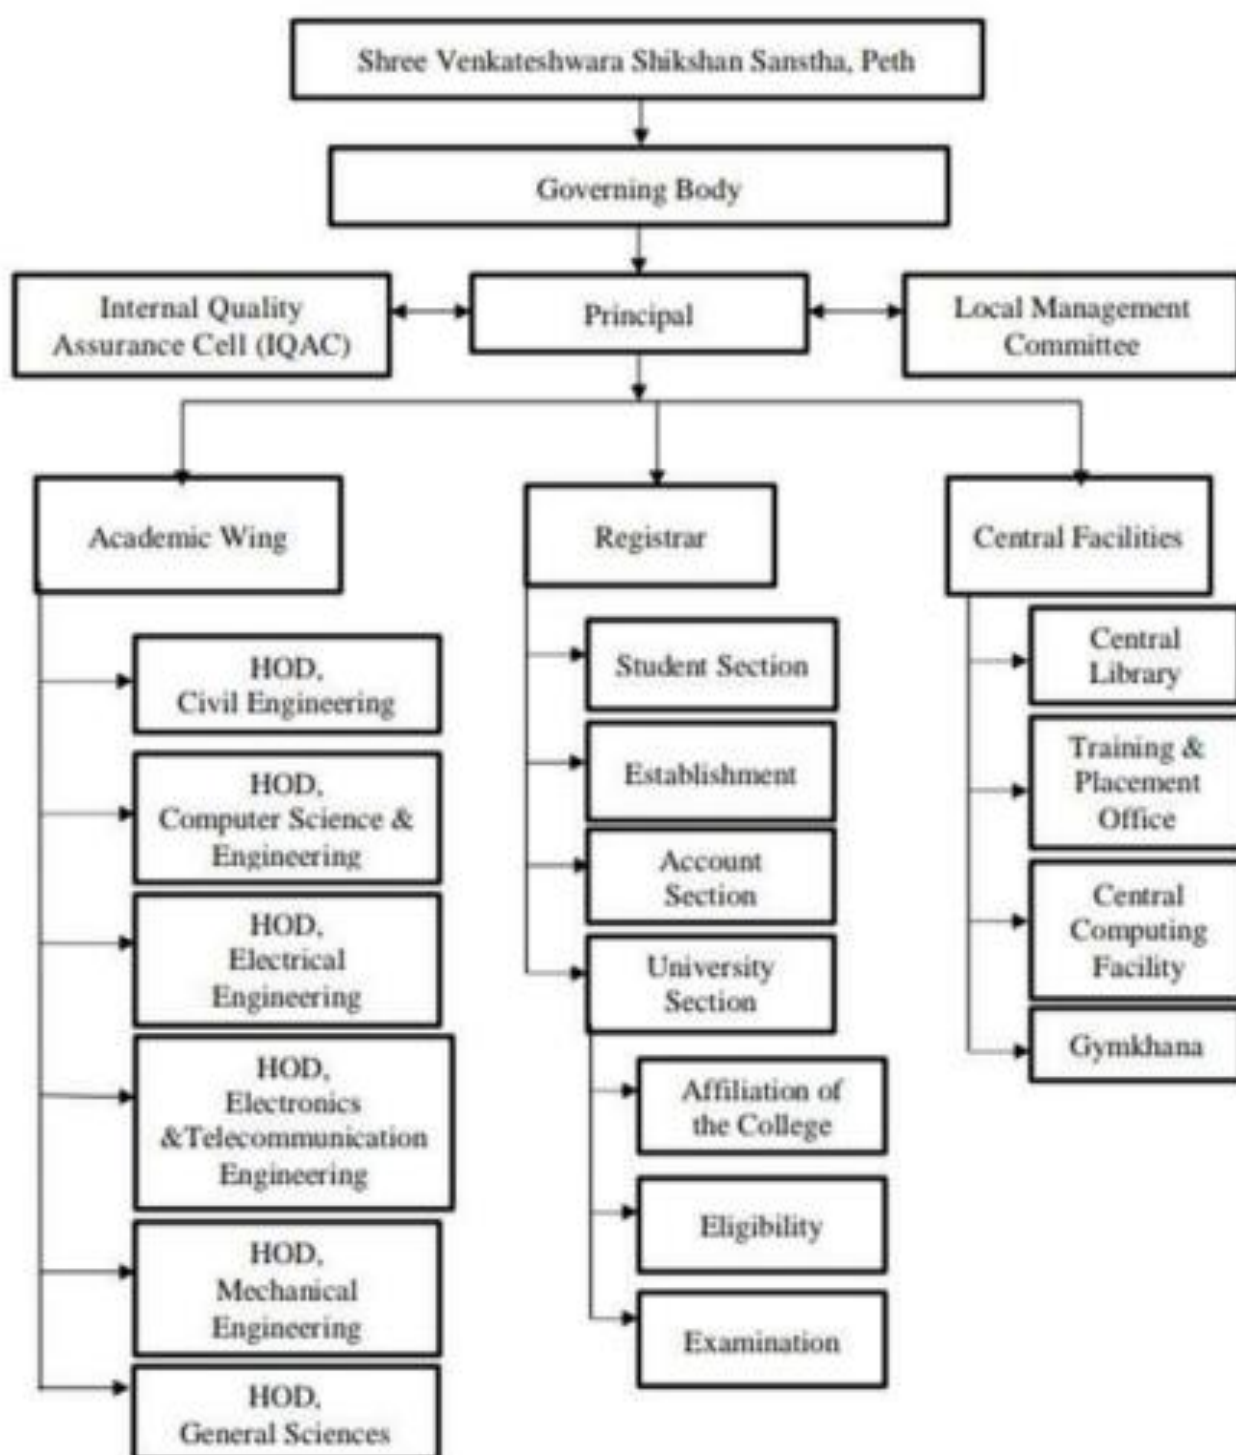 Shree Venkateshwara Shikshan Sanstha, Peth
Governing Body
Internal Quality
Assurance Cell (IQAC)
Principal
Local Management
Committee
Academic Wing
Registrar
Central Facilities
HOD,
Civil Engineering
HOD,
Computer Science &
Engineering
HOD,
Electrical
Engineering
HOD,
Electronics
&Telecommunication
Engineering
HOD,
Mechanical
Engineering
HOD,
General Sciences
Student Section
Establishment
Account
Section
University
Section
Affiliation of
the College
Eligibility
Examination
Central
Library
Training &
Placement
Office
Central
Computing
Facility
Gymkhana